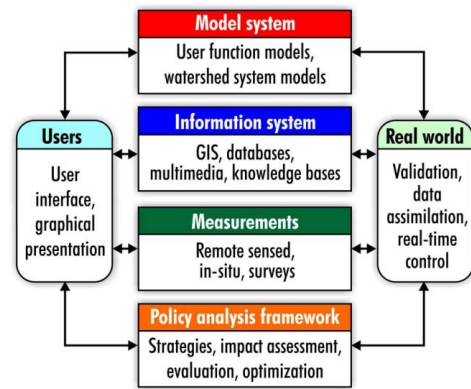 Model system
User function models,
watershed system models
Users
User
interface,
graphical
presentation
Information system
GIS, databases,
multimedia, knowledge bases
Real world
Validation,
data
assimilation,
real-time
control
Measurements
Remote sensed,
in-situ, surveys
Policy analysis framework
Strategies, impact assessment,
evaluation, optimization